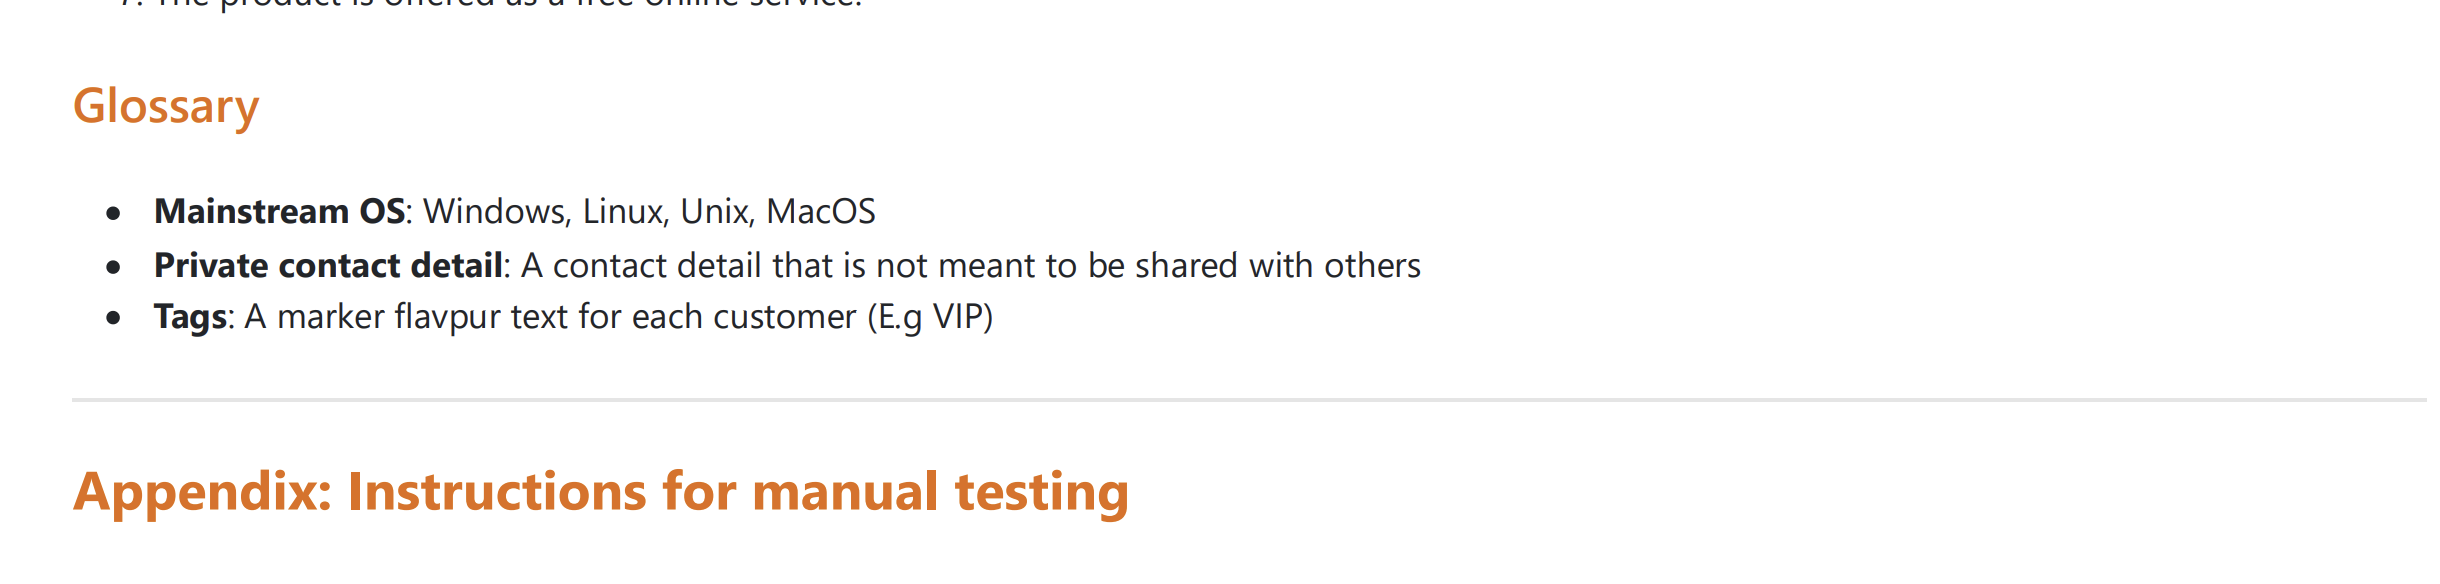 7. The product is offered as a free online service.
Glossary
• Mainstream OS: Windows, Linux, Unix, MacOS
• Private contact detail: A contact detail that is not meant to be shared with others
• Tags: A marker flavpur text for each customer (E.g VIP)
Appendix: Instructions for manual testing